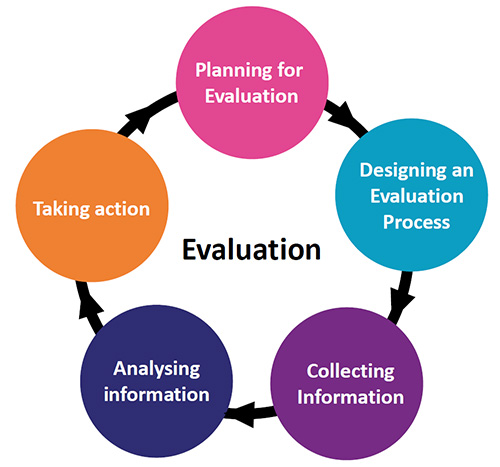 Planning for
Evaluation
Designing an
Evaluation
Process
Collecting
Information
Analysing
information
Taking action
Evaluation